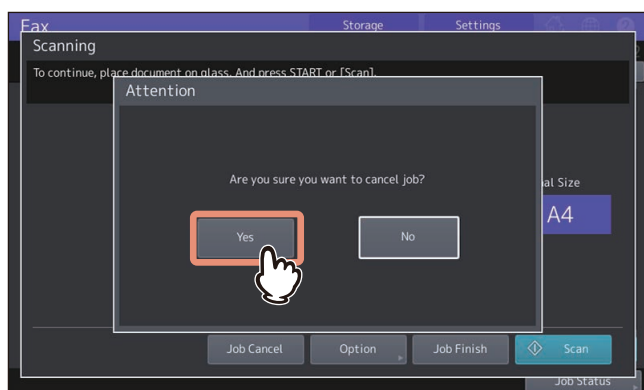 Fax
Storage
Settings
Scanning
To continue, place document on glass. And press START or [Scan].
Attention
Are you sure you want to cancel job?
Yes
No
al Size
A4
Job Cancel
Option
Job Finish
Scan
Job Status